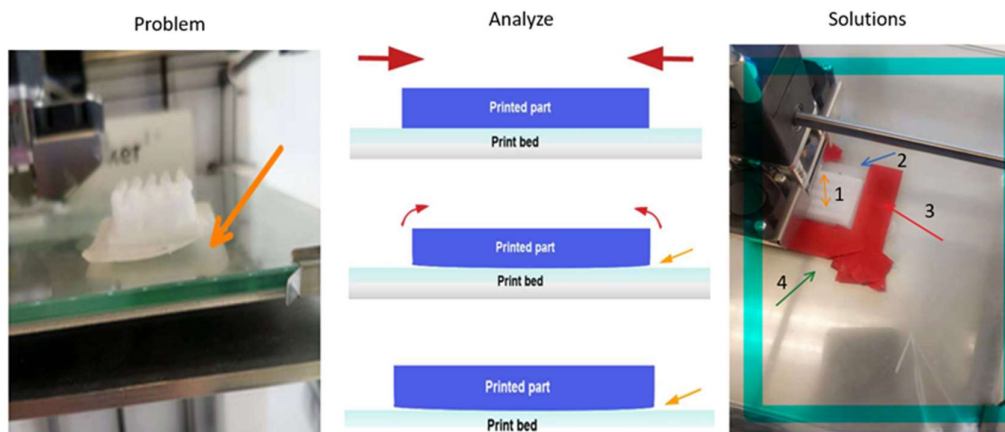 Problem
Analyze
Solutions
Printed part
Print bed
Printed part
Print bed
Printed part
Print bed
1
2
3
4